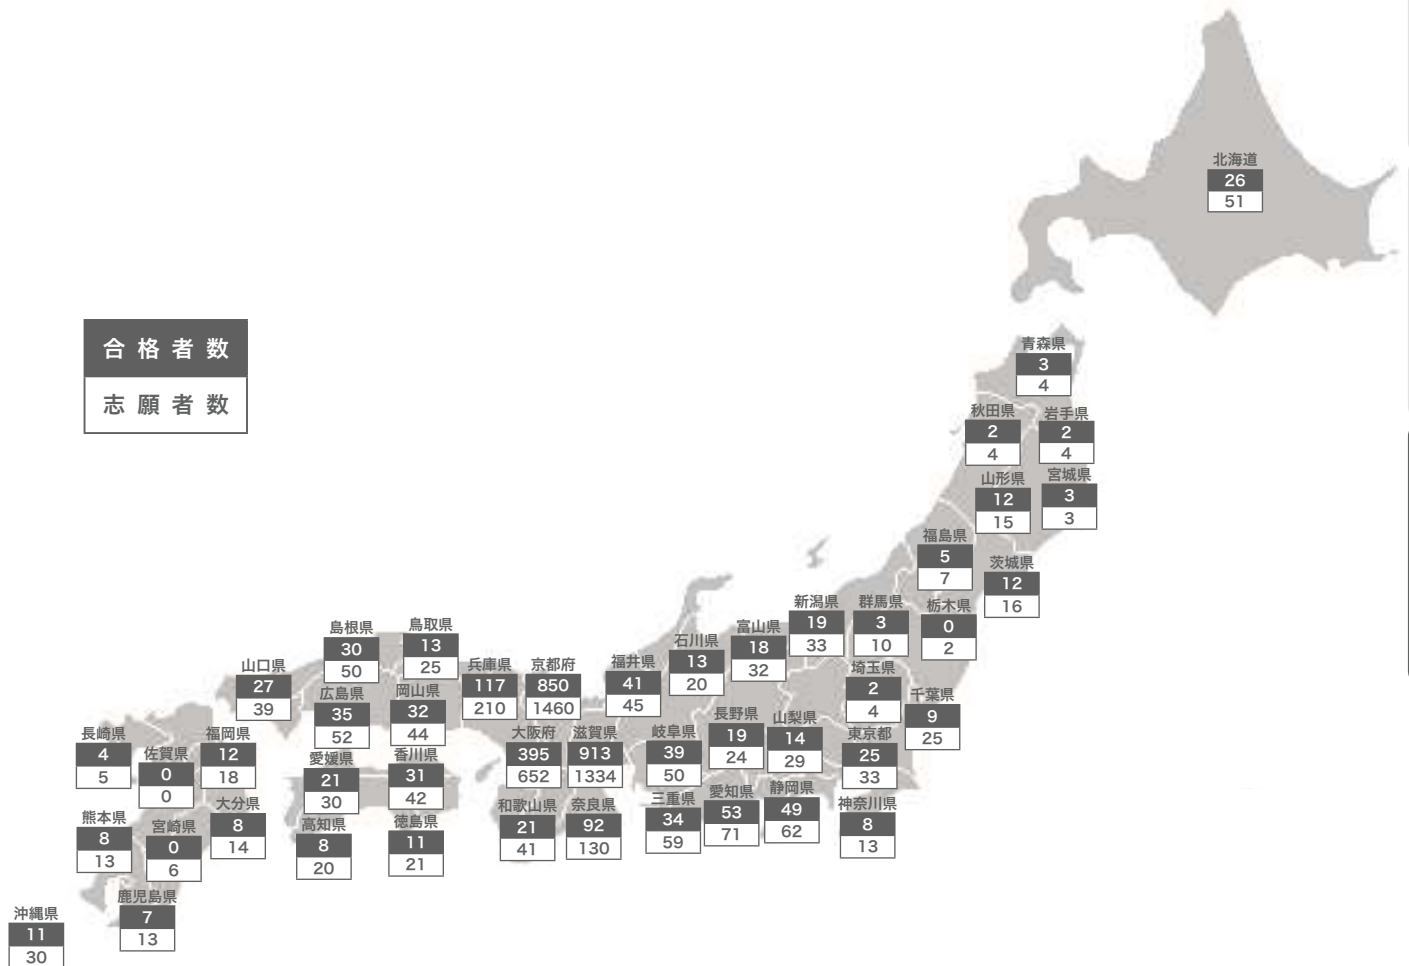 北海道
26
51
合格者数
志願者数
青森県
3
4
秋田県
2
4
岩手県
2
4
山形県
12
15
宮城県
3
3
福島県
5
7
茨城県
12
16
新潟県
19
33
群馬県
3
10
栃木県
0
2
島根県
30
50
鳥取県
13
25
富山県
18
32
石川県
13
20
山口県
27
39
兵庫県
117
210
京都府
850
1460
福井県
41
45
埼玉県
2
4
広島県
35
52
岡山県
32
44
千葉県
9
25
長崎県
4
5
佐賀県
0
0
福岡県
12
18
大阪府
395
652
滋賀県
913
1334
岐阜県
39
50
長野県
19
24
山梨県
14
29
東京都
25
33
愛媛県
21
30
香川県
31
42
熊本県
8
13
宮崎県
0
6
大分県
8
14
高知県
8
20
徳島県
11
21
和歌山県
21
41
奈良県
92
130
三重県
34
59
愛知県
53
71
静岡県
49
62
神奈川県
8
13
鹿児島県
7
13
沖縄県
11
30